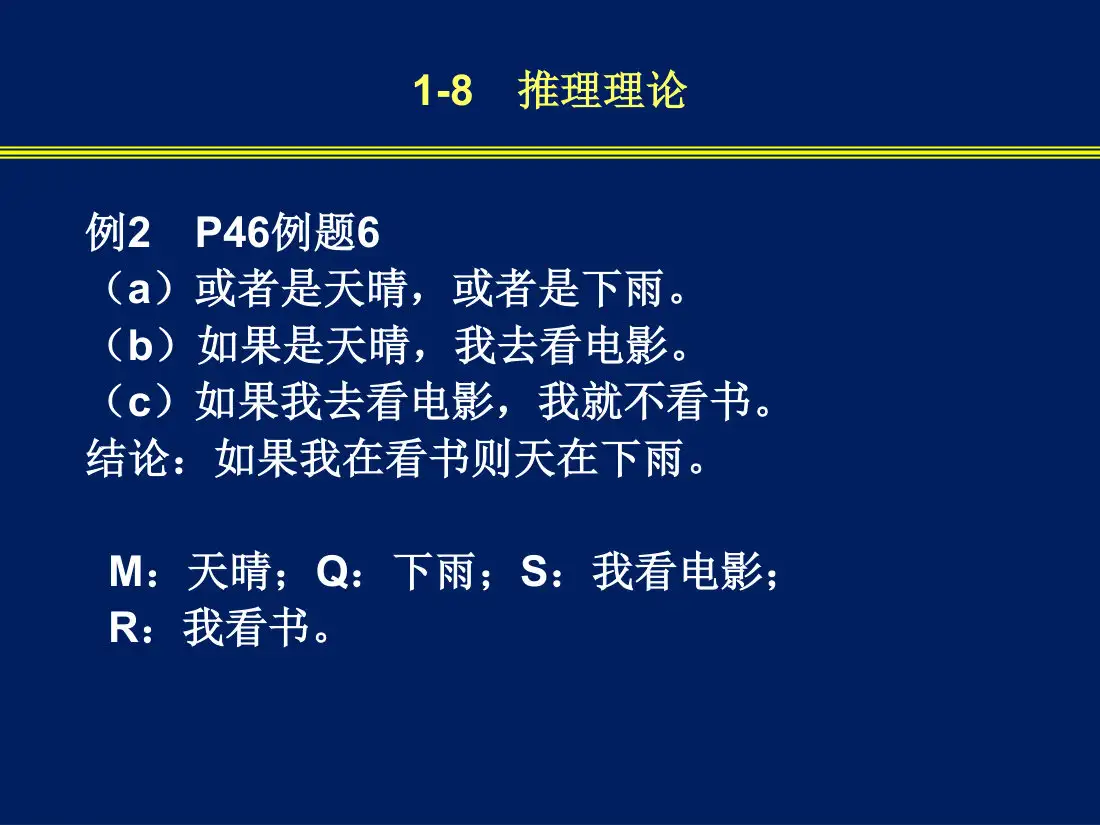 1-8 推理理论
例2 P46例题6
（a）或者是天晴，或者是下雨。
（b）如果是天晴，我去看电影。
（c）如果我去看电影，我就不看书。
结论：如果我在看书则天在下雨。
M：天晴；Q：下雨；S：我看电影；
R：我看书。